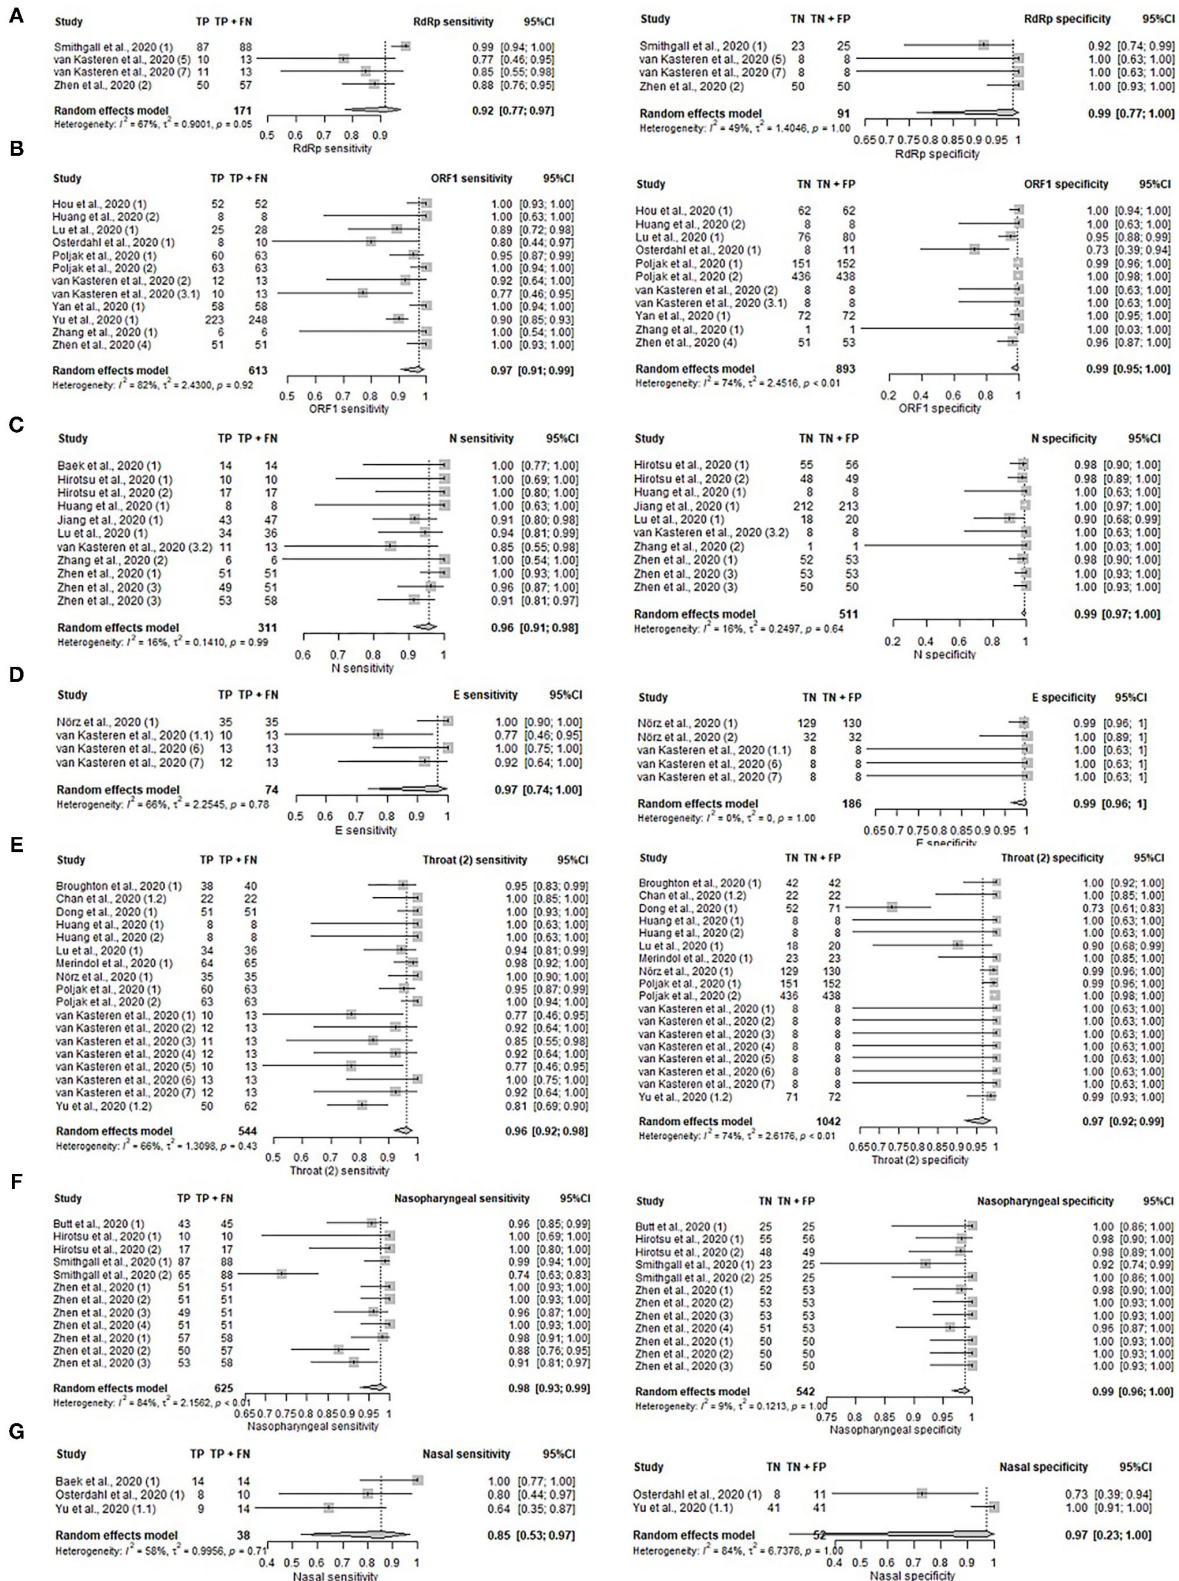 A
Study TP TP + FN RdRp sensitivity 95%CI
Smithgall et al., 2020 (1) 87 88 0.99 [0.94; 1.00]
van Kasteren et al., 2020 (5) 10 13 0.77 [0.46; 0.95]
van Kasteren et al., 2020 (7) 11 13 0.85 [0.55; 0.98]
Zhen et al., 2020 (2) 50 57 0.88 [0.76; 0.95]
Random effects model 171 0.92 [0.77; 0.97]
Heterogeneity: I² = 67%, τ² = 0.9001, p = 0.05
0.5 0.6 0.7 0.8 0.9
RdRp sensitivity
Study TN TN + FP RdRp specificity 95%CI
Smithgall et al., 2020 (1) 23 25 0.92 [0.74; 0.99]
van Kasteren et al., 2020 (5) 8 8 1.00 [0.63; 1.00]
van Kasteren et al., 2020 (7) 8 8 1.00 [0.63; 1.00]
Zhen et al., 2020 (2) 50 50 1.00 [0.93; 1.00]
Random effects model 91 0.99 [0.77; 1.00]
Heterogeneity: I² = 49%, τ² = 1.4046, p = 1.00
0.65 0.7 0.75 0.8 0.85 0.9 0.95 1
RdRp specificity
B
Study TP TP + FN ORF1 sensitivity 95%CI
Hou et al., 2020 (1) 52 52 1.00 [0.93; 1.00]
Huang et al., 2020 (2) 8 8 1.00 [0.63; 1.00]
Lu et al., 2020 (1) 25 28 0.89 [0.72; 0.98]
Osterdahl et al., 2020 (1) 8 10 0.80 [0.44; 0.97]
Poljak et al., 2020 (1) 60 63 0.95 [0.87; 0.99]
Poljak et al., 2020 (2) 63 63 1.00 [0.94; 1.00]
van Kasteren et al., 2020 (2) 12 13 0.92 [0.64; 1.00]
van Kasteren et al., 2020 (3.1) 10 13 0.77 [0.46; 0.95]
Yan et al., 2020 (1) 58 58 1.00 [0.94; 1.00]
Yu et al., 2020 (1) 223 248 0.90 [0.85; 0.93]
Zhang et al., 2020 (1) 6 6 1.00 [0.54; 1.00]
Zhen et al., 2020 (4) 51 51 1.00 [0.93; 1.00]
Random effects model 613 0.97 [0.91; 0.99]
Heterogeneity: I² = 82%, τ² = 2.4300, p = 0.92
0.5 0.6 0.7 0.8 0.9 1
ORF1 sensitivity
Study TN TN + FP ORF1 specificity 95%CI
Hou et al., 2020 (1) 62 62 1.00 [0.94; 1.00]
Huang et al., 2020 (2) 8 8 1.00 [0.63; 1.00]
Lu et al., 2020 (1) 76 80 0.95 [0.88; 0.99]
Osterdahl et al., 2020 (1) 8 11 0.73 [0.39; 0.94]
Poljak et al., 2020 (1) 151 152 0.99 [0.96; 1.00]
Poljak et al., 2020 (2) 436 438 1.00 [0.98; 1.00]
van Kasteren et al., 2020 (2) 8 8 1.00 [0.63; 1.00]
van Kasteren et al., 2020 (3.1) 8 8 1.00 [0.63; 1.00]
Yan et al., 2020 (1) 72 72 1.00 [0.95; 1.00]
Zhang et al., 2020 (1) 1 1 1.00 [0.03; 1.00]
Zhen et al., 2020 (4) 51 53 0.96 [0.87; 1.00]
Random effects model 893 0.99 [0.95; 1.00]
Heterogeneity: I² = 74%, τ² = 2.4516, p < 0.01
0.2 0.4 0.6 0.8 1
ORF1 specificity
C
Study TP TP + FN N sensitivity 95%CI
Baek et al., 2020 (1) 14 14 1.00 [0.77; 1.00]
Hirotsu et al., 2020 (1) 10 10 1.00 [0.69; 1.00]
Hirotsu et al., 2020 (2) 17 17 1.00 [0.80; 1.00]
Huang et al., 2020 (1) 8 8 1.00 [0.63; 1.00]
Jiang et al., 2020 (1) 43 47 0.91 [0.80; 0.98]
Lu et al., 2020 (1) 34 36 0.94 [0.81; 0.99]
van Kasteren et al., 2020 (3.2) 11 13 0.85 [0.55; 0.98]
Zhang et al., 2020 (2) 6 6 1.00 [0.54; 1.00]
Zhen et al., 2020 (1) 51 51 1.00 [0.93; 1.00]
Zhen et al., 2020 (3) 49 51 0.96 [0.87; 1.00]
Zhen et al., 2020 (3) 53 58 0.91 [0.81; 0.97]
Random effects model 311 0.96 [0.91; 0.98]
Heterogeneity: I² = 16%, τ² = 0.1410, p = 0.99
0.6 0.7 0.8 0.9 1
N sensitivity
Study TN TN + FP N specificity 95%CI
Hirotsu et al., 2020 (1) 55 56 0.98 [0.90; 1.00]
Hirotsu et al., 2020 (2) 48 49 0.98 [0.89; 1.00]
Huang et al., 2020 (1) 8 8 1.00 [0.63; 1.00]
Jiang et al., 2020 (1) 212 213 1.00 [0.97; 1.00]
Lu et al., 2020 (1) 18 20 0.90 [0.68; 0.99]
van Kasteren et al., 2020 (3.2) 8 8 1.00 [0.63; 1.00]
Zhang et al., 2020 (2) 1 1 1.00 [0.03; 1.00]
Zhen et al., 2020 (1) 52 53 0.98 [0.90; 1.00]
Zhen et al., 2020 (3) 53 53 1.00 [0.93; 1.00]
Zhen et al., 2020 (3) 50 50 1.00 [0.93; 1.00]
Random effects model 511 0.99 [0.97; 1.00]
Heterogeneity: I² = 16%, τ² = 0.2497, p = 0.64
0.2 0.4 0.6 0.8 1
N specificity
D
Study TP TP + FN E sensitivity 95%CI
Nörz et al., 2020 (1) 35 35 1.00 [0.90; 1.00]
van Kasteren et al., 2020 (1.1) 10 13 0.77 [0.46; 0.95]
van Kasteren et al., 2020 (6) 13 13 1.00 [0.75; 1.00]
van Kasteren et al., 2020 (7) 12 13 0.92 [0.64; 1.00]
Random effects model 74 0.97 [0.74; 1.00]
Heterogeneity: I² = 66%, τ² = 2.2545, p = 0.78
0.5 0.6 0.7 0.8 0.9 1
E sensitivity
Study TN TN + FP E specificity 95%CI
Nörz et al., 2020 (1) 129 130 0.99 [0.96; 1]
Nörz et al., 2020 (2) 32 32 1.00 [0.89; 1]
van Kasteren et al., 2020 (1.1) 8 8 1.00 [0.63; 1]
van Kasteren et al., 2020 (6) 8 8 1.00 [0.63; 1]
van Kasteren et al., 2020 (7) 8 8 1.00 [0.63; 1]
Random effects model 186 0.99 [0.96; 1]
Heterogeneity: I² = 0%, τ² = 0, p = 1.00
0.65 0.7 0.75 0.8 0.85 0.9 0.95 1
E specificity
E
Study TP TP + FN Throat (2) sensitivity 95%CI
Broughton et al., 2020 (1) 38 40 0.95 [0.83; 0.99]
Chan et al., 2020 (1.2) 22 22 1.00 [0.85; 1.00]
Dong et al., 2020 (1) 51 51 1.00 [0.93; 1.00]
Huang et al., 2020 (1) 8 8 1.00 [0.63; 1.00]
Huang et al., 2020 (2) 8 8 1.00 [0.63; 1.00]
Lu et al., 2020 (1) 34 36 0.94 [0.81; 0.99]
Merindol et al., 2020 (1) 64 65 0.98 [0.92; 1.00]
Nörz et al., 2020 (1) 35 35 1.00 [0.90; 1.00]
Poljak et al., 2020 (1) 60 63 0.95 [0.87; 0.99]
Poljak et al., 2020 (2) 63 63 1.00 [0.94; 1.00]
van Kasteren et al., 2020 (1) 10 13 0.77 [0.46; 0.95]
van Kasteren et al., 2020 (2) 12 13 0.92 [0.64; 1.00]
van Kasteren et al., 2020 (3) 11 13 0.85 [0.55; 0.98]
van Kasteren et al., 2020 (4) 12 13 0.92 [0.64; 1.00]
van Kasteren et al., 2020 (5) 10 13 0.77 [0.46; 0.95]
van Kasteren et al., 2020 (6) 13 13 1.00 [0.75; 1.00]
van Kasteren et al., 2020 (7) 12 13 0.92 [0.64; 1.00]
Yu et al., 2020 (1.2) 50 62 0.81 [0.69; 0.90]
Random effects model 544 0.96 [0.92; 0.98]
Heterogeneity: I² = 66%, τ² = 1.3098, p = 0.43
0.5 0.6 0.7 0.8 0.9 1
Throat (2) sensitivity
Study TN TN + FP Throat (2) specificity 95%CI
Broughton et al., 2020 (1) 42 42 1.00 [0.92; 1.00]
Chan et al., 2020 (1.2) 22 22 1.00 [0.85; 1.00]
Dong et al., 2020 (1) 52 71 0.73 [0.61; 0.83]
Huang et al., 2020 (1) 8 8 1.00 [0.63; 1.00]
Huang et al., 2020 (2) 8 8 1.00 [0.63; 1.00]
Lu et al., 2020 (1) 18 20 0.90 [0.68; 0.99]
Merindol et al., 2020 (1) 23 23 1.00 [0.85; 1.00]
Nörz et al., 2020 (1) 129 130 0.99 [0.96; 1.00]
Poljak et al., 2020 (1) 151 152 0.99 [0.96; 1.00]
Poljak et al., 2020 (2) 436 438 1.00 [0.98; 1.00]
van Kasteren et al., 2020 (1) 8 8 1.00 [0.63; 1.00]
van Kasteren et al., 2020 (2) 8 8 1.00 [0.63; 1.00]
van Kasteren et al., 2020 (3) 8 8 1.00 [0.63; 1.00]
van Kasteren et al., 2020 (4) 8 8 1.00 [0.63; 1.00]
van Kasteren et al., 2020 (5) 8 8 1.00 [0.63; 1.00]
van Kasteren et al., 2020 (6) 8 8 1.00 [0.63; 1.00]
van Kasteren et al., 2020 (7) 8 8 1.00 [0.63; 1.00]
Yu et al., 2020 (1.2) 71 72 0.99 [0.93; 1.00]
Random effects model 1042 0.97 [0.92; 0.99]
Heterogeneity: I² = 74%, τ² = 2.6176, p < 0.01
0.65 0.7 0.75 0.8 0.85 0.9 0.95 1
Throat (2) specificity
F
Study TP TP + FN Nasopharyngeal sensitivity 95%CI
Butt et al., 2020 (1) 43 45 0.96 [0.85; 0.99]
Hirotsu et al., 2020 (1) 10 10 1.00 [0.69; 1.00]
Hirotsu et al., 2020 (2) 17 17 1.00 [0.80; 1.00]
Smithgall et al., 2020 (1) 87 88 0.99 [0.94; 1.00]
Smithgall et al., 2020 (2) 65 88 0.74 [0.63; 0.83]
Zhen et al., 2020 (1) 51 51 1.00 [0.93; 1.00]
Zhen et al., 2020 (2) 51 51 1.00 [0.93; 1.00]
Zhen et al., 2020 (3) 49 51 0.96 [0.87; 1.00]
Zhen et al., 2020 (4) 51 51 1.00 [0.93; 1.00]
Zhen et al., 2020 (1) 57 58 0.98 [0.91; 1.00]
Zhen et al., 2020 (2) 50 57 0.88 [0.76; 0.95]
Zhen et al., 2020 (3) 53 58 0.91 [0.81; 0.97]
Random effects model 625 0.98 [0.93; 0.99]
Heterogeneity: I² = 84%, τ² = 2.1562, p < 0.01
0.65 0.7 0.75 0.8 0.85 0.9 0.95 1
Nasopharyngeal sensitivity
Study TN TN + FP Nasopharyngeal specificity 95%CI
Butt et al., 2020 (1) 25 25 1.00 [0.86; 1.00]
Hirotsu et al., 2020 (1) 55 56 0.98 [0.90; 1.00]
Hirotsu et al., 2020 (2) 48 49 0.98 [0.89; 1.00]
Smithgall et al., 2020 (1) 23 25 0.92 [0.74; 0.99]
Smithgall et al., 2020 (2) 25 25 1.00 [0.86; 1.00]
Zhen et al., 2020 (1) 52 53 0.98 [0.90; 1.00]
Zhen et al., 2020 (2) 53 53 1.00 [0.93; 1.00]
Zhen et al., 2020 (3) 53 53 1.00 [0.93; 1.00]
Zhen et al., 2020 (4) 51 53 0.96 [0.87; 1.00]
Zhen et al., 2020 (1) 50 50 1.00 [0.93; 1.00]
Zhen et al., 2020 (2) 50 50 1.00 [0.93; 1.00]
Zhen et al., 2020 (3) 50 50 1.00 [0.93; 1.00]
Random effects model 542 0.99 [0.96; 1.00]
Heterogeneity: I² = 9%, τ² = 0.1213, p = 1.00
0.75 0.8 0.85 0.9 0.95 1
Nasopharyngeal specificity
G
Study TP TP + FN Nasal sensitivity 95%CI
Baek et al., 2020 (1) 14 14 1.00 [0.77; 1.00]
Osterdahl et al., 2020 (1) 8 10 0.80 [0.44; 0.97]
Yu et al., 2020 (1.1) 9 14 0.64 [0.35; 0.87]
Random effects model 38 0.85 [0.53; 0.97]
Heterogeneity: I² = 58%, τ² = 0.9956, p = 0.71
0.4 0.5 0.6 0.7 0.8 0.9 1
Nasal sensitivity
Study TN TN + FP Nasal specificity 95%CI
Osterdahl et al., 2020 (1) 8 11 0.73 [0.39; 0.94]
Yu et al., 2020 (1.1) 41 41 1.00 [0.91; 1.00]
Random effects model 52 0.97 [0.23; 1.00]
Heterogeneity: I² = 84%, τ² = 6.7378, p = 1.00
0.4 0.5 0.6 0.7 0.8 0.9 1
Nasal specificity